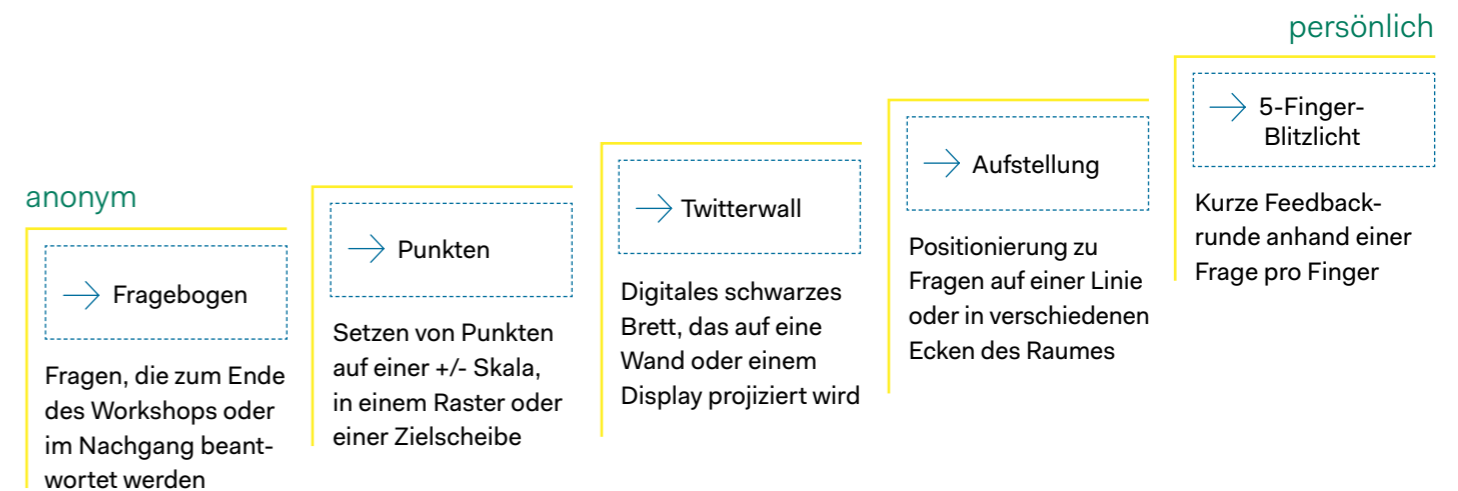 anonym
Fragebogen
Fragen, die zum Ende
des Workshops oder
im Nachgang beant-
wortet werden
Punkten
Setzen von Punkten
auf einer +/- Skala,
in einem Raster oder
einer Zielscheibe
Twitterwall
Digitales schwarzes
Brett, das auf eine
Wand oder einem
Display projiziert wird
Aufstellung
Positionierung zu
Fragen auf einer Linie
oder in verschiedenen
Ecken des Raumes
persönlich
5-Finger-
Blitzlicht
Kurze Feedback-
runde anhand einer
Frage pro Finger